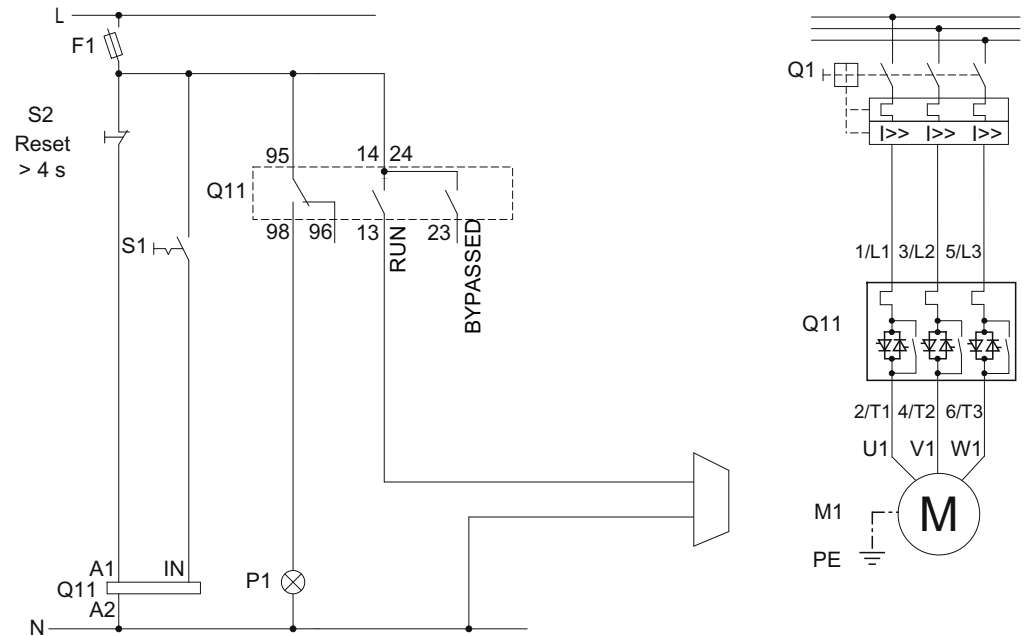 L
F1
S2
Reset
> 4 s
95
14 24
Q11
98 96 13 23
RUN
BYPASSED
S1
A1 IN
Q11
A2
P1
N
Q1
I>> I>> I>>
1/L1 3/L2 5/L3
Q11
2/T1 4/T2 6/T3
U1 V1 W1
M1
M
PE